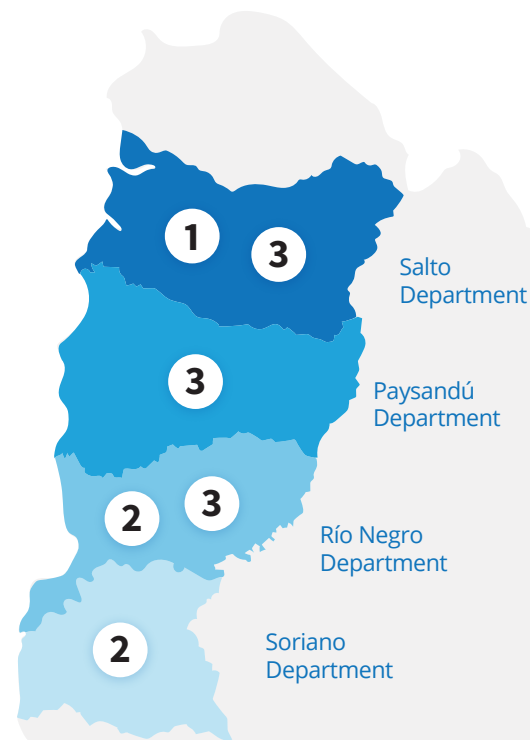 1
3
Salto
Department
3
Paysandú
Department
2
3
Río Negro
Department
2
Soriano
Department